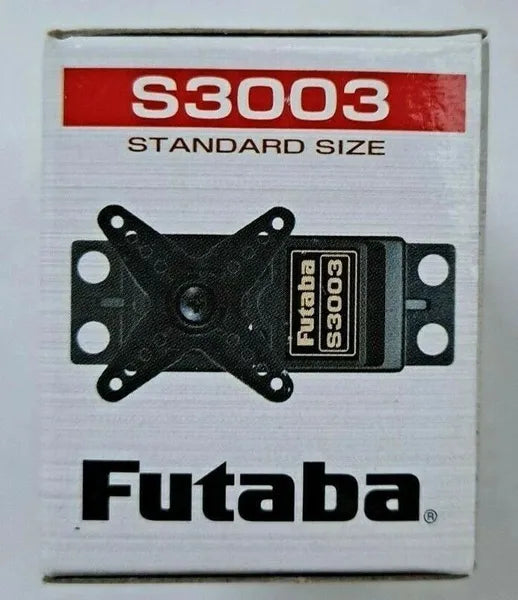 S3003
STANDARD SIZE
Futaba
S3003
Futaba®